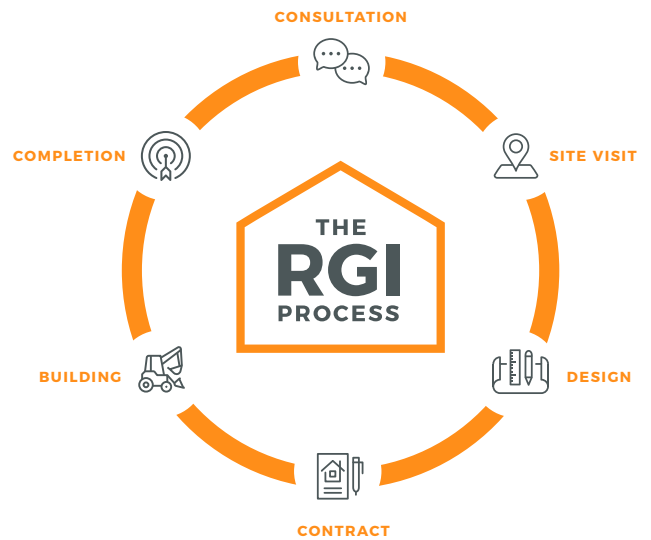 CONSULTATION
SITE VISIT
DESIGN
CONTRACT
BUILDING
COMPLETION
THE
RGI
PROCESS